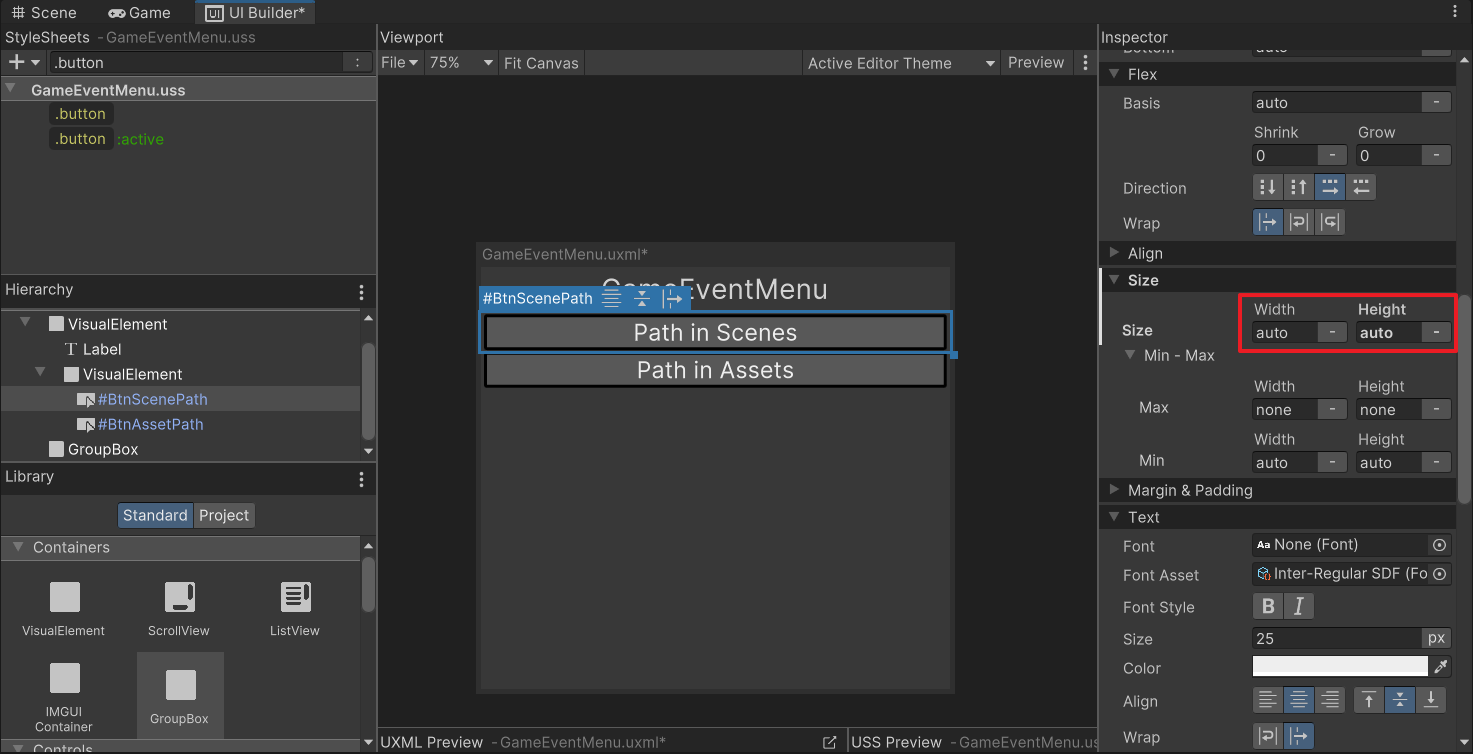 Scene Game UI Builder*
StyleSheets - GameEventMenu.uss
.button :
GameEventMenu.uss
.button
.button :active
Hierarchy
VisualElement
Label
VisualElement
#BtnScenePath
#BtnAssetPath
GroupBox
Library
Standard Project
Containers
VisualElement ScrollView ListView
IMGUI
Container GroupBox
Controls
Viewport
File 75% Fit Canvas Active Editor Theme Preview
GameEventMenu.uxml*
GameEventMenu
#BtnScenePath
Path in Scenes
Path in Assets
UXML Preview - GameEventMenu.uxml* USS Preview - GameEventMenu.us
Inspector
Bottom auto
Flex
Basis auto -
Shrink Grow
0 - 0 -
Direction
Wrap
Align
Size
Width Height
Size auto - auto -
Min - Max
Width Height
Max none - none -
Width Height
Min auto - auto -
Margin & Padding
Text
Font Aa None (Font)
Font Asset Inter-Regular SDF (Fo
Font Style B I
Size 25 px
Color
Align
Wrap